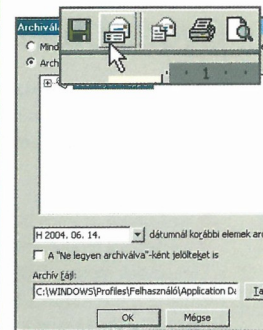 Archivál
Mind
Arch
1
H 2004. 06. 14.
dátumnál korábbi elemek arc
A "Ne legyen archiválva"-ként jelölteket is
Archív fájl:
C:\WINDOWS\Profiles\Felhasználó\Application Da
Ta
OK
Mégse